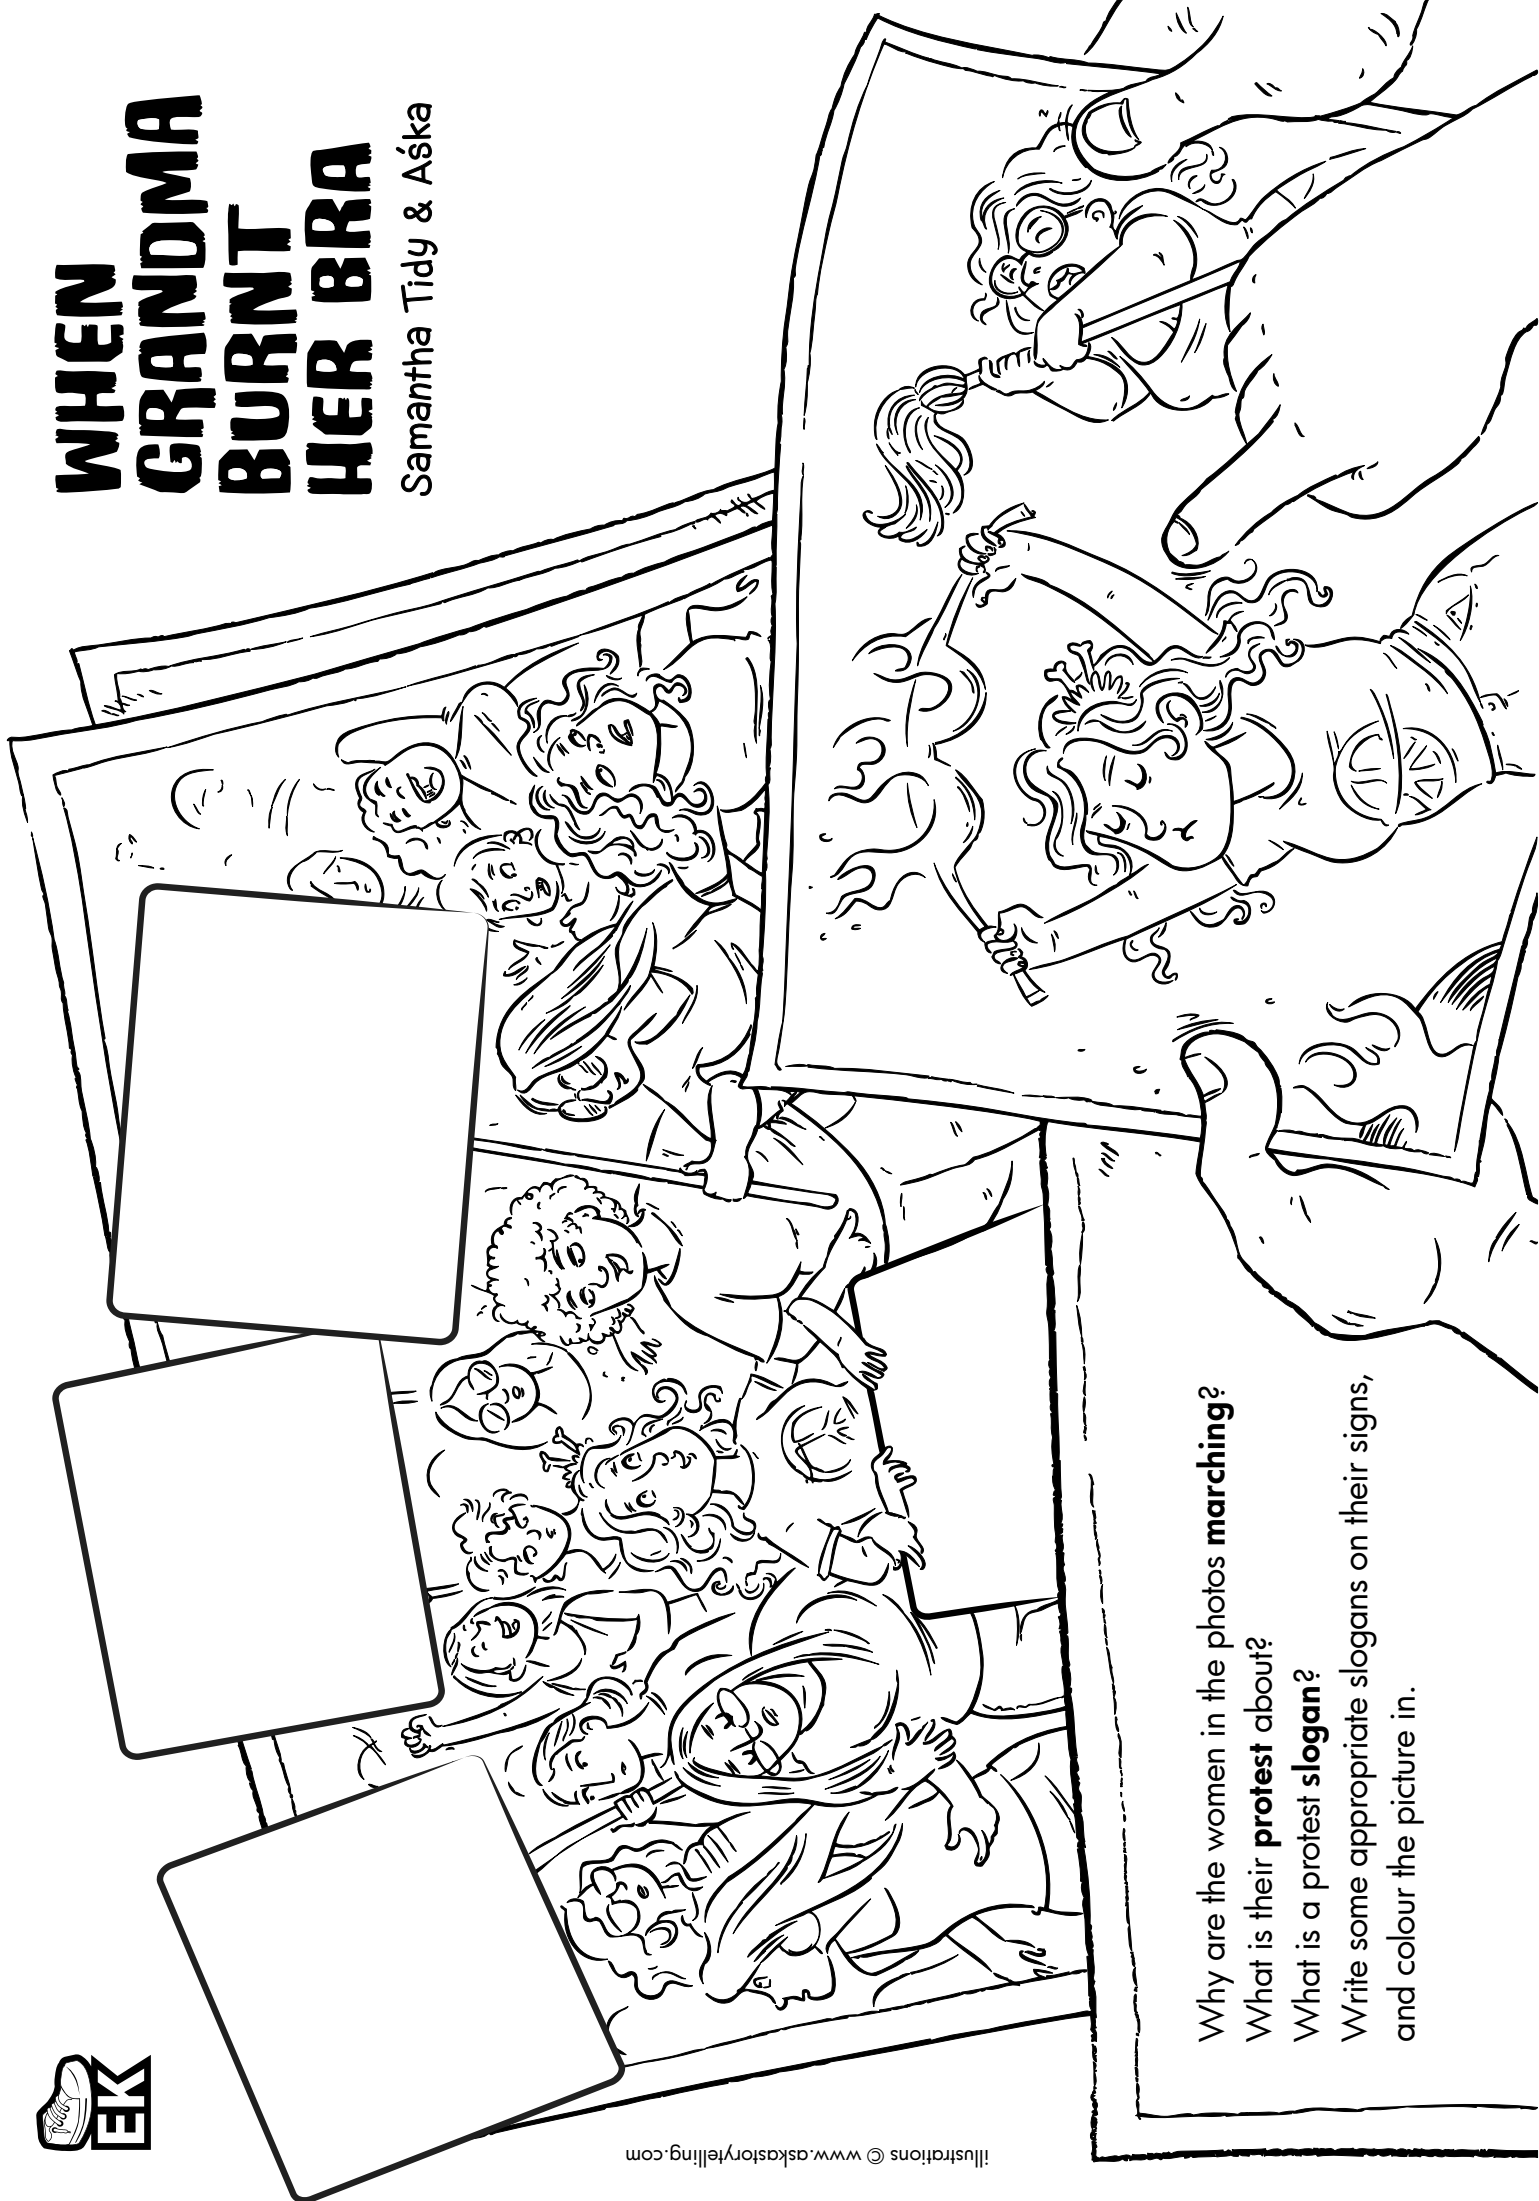 EK
WHEN
GRANDMA
BURNT
HER BRA
Samantha Tidy & Aśka
Why are the women in the photos marching?
What is their protest about?
What is a protest slogan?
Write some appropriate slogans on their signs,
and colour the picture in.
illustrations © www.askastorytelling.com